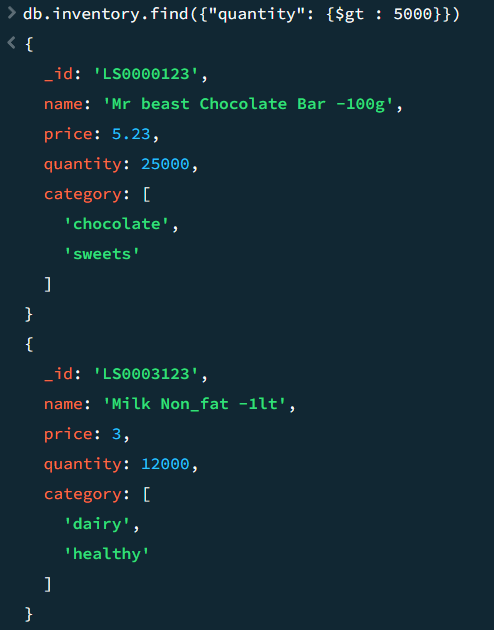 > db.inventory.find({"quantity": {$gt : 5000}})
< {
_id: 'LS0000123',
name: 'Mr beast Chocolate Bar -100g',
price: 5.23,
quantity: 25000,
category: [
'chocolate',
'sweets'
]
}
{
_id: 'LS0003123',
name: 'Milk Non_fat -1lt',
price: 3,
quantity: 12000,
category: [
'dairy',
'healthy'
]
}